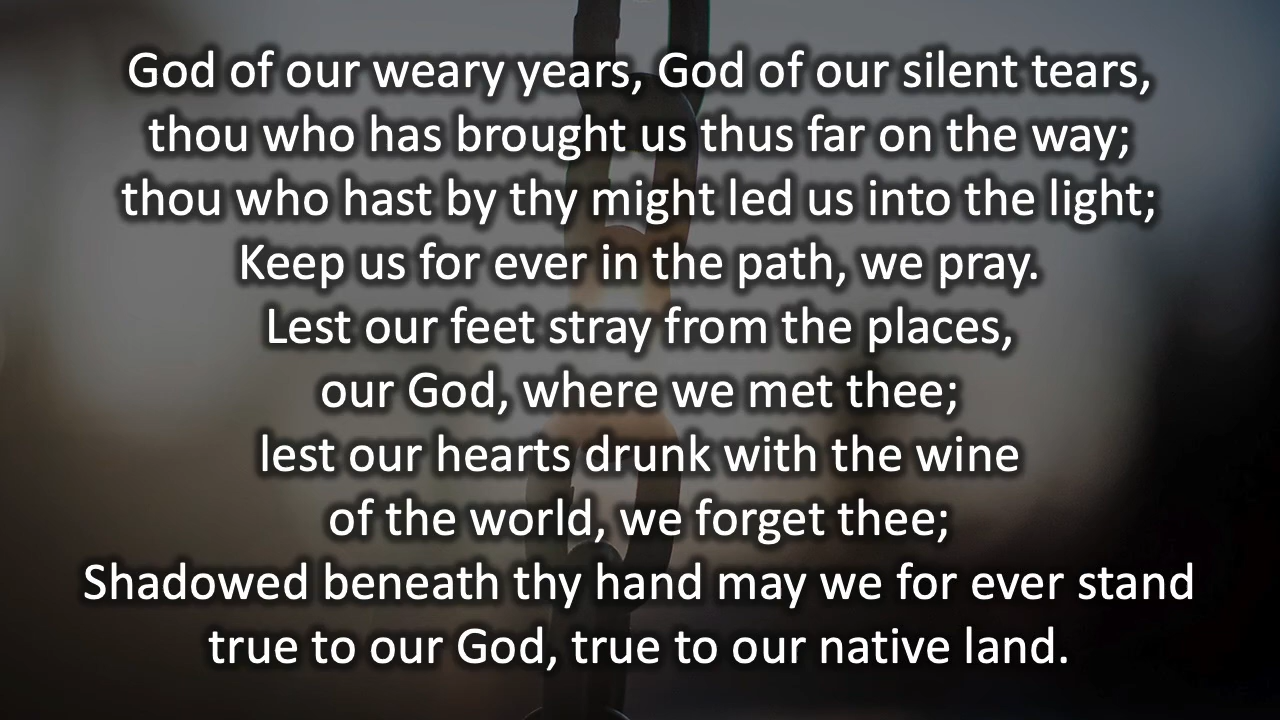 God of our weary years, God of our silent tears,
thou who has brought us thus far on the way;
thou who hast by thy might led us into the light;
Keep us for ever in the path, we pray.
Lest our feet stray from the places,
our God, where we met thee;
lest our hearts drunk with the wine
of the world, we forget thee;
Shadowed beneath thy hand may we for ever stand
true to our God, true to our native land.